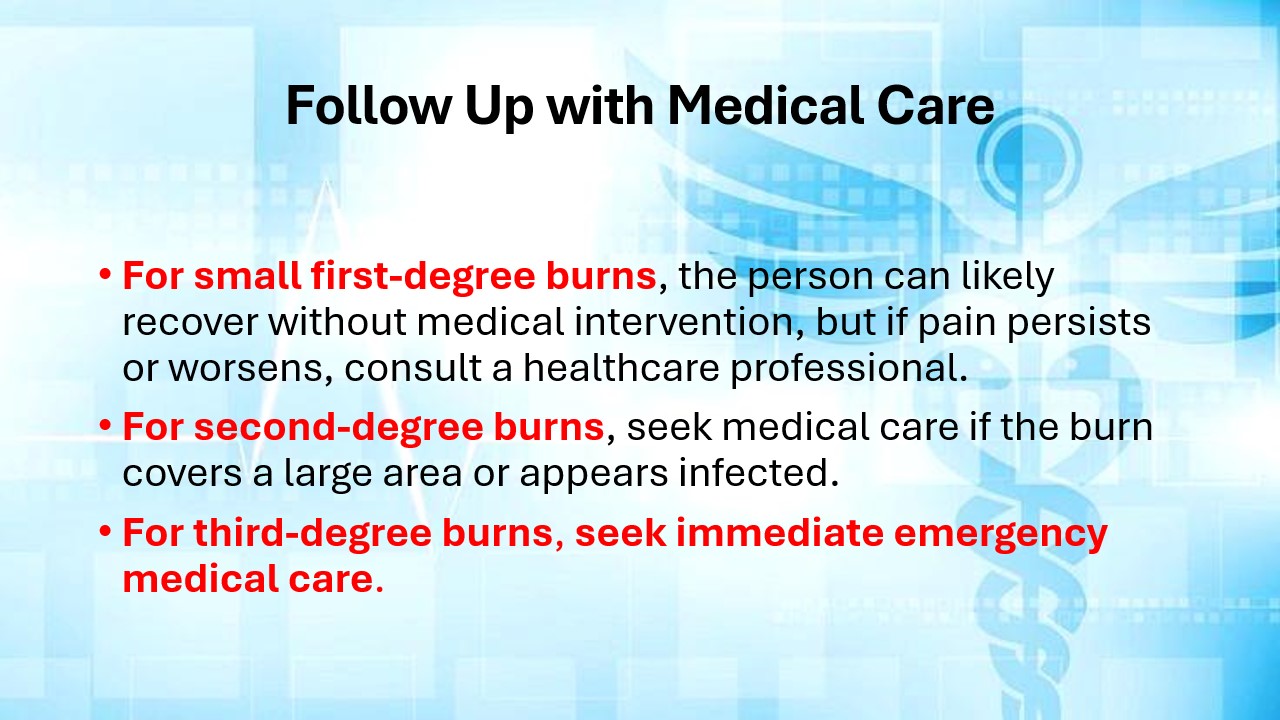 Follow Up with Medical Care
• For small first-degree burns, the person can likely
recover without medical intervention, but if pain persists
or worsens, consult a healthcare professional.
• For second-degree burns, seek medical care if the burn
covers a large area or appears infected.
• For third-degree burns, seek immediate emergency
medical care.